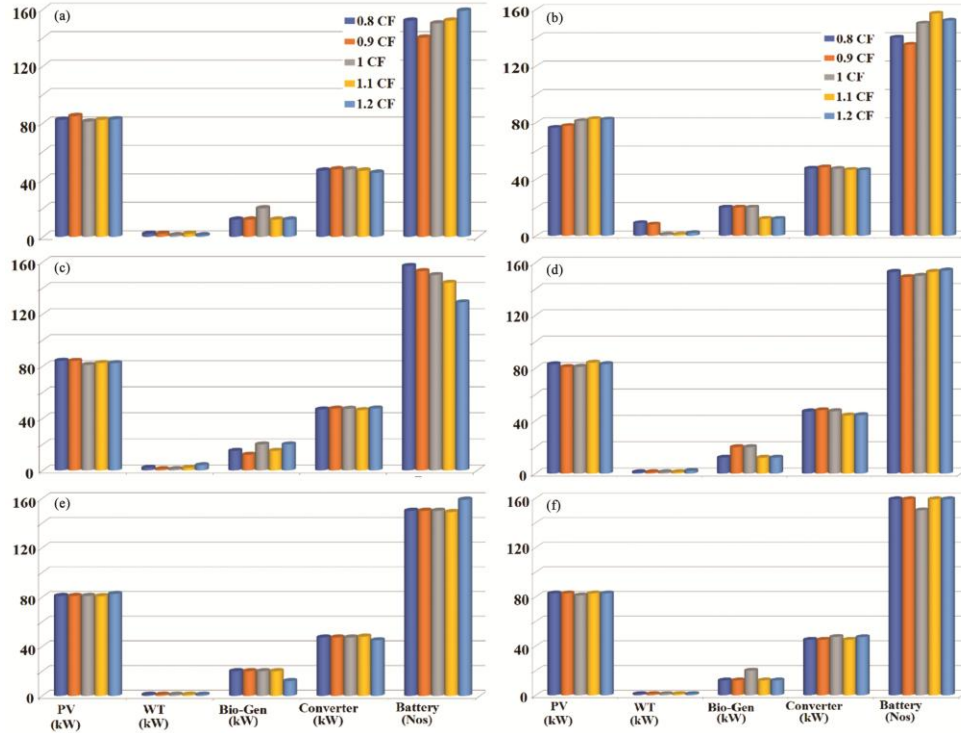 (a)
160
120
80
40
0
0.8 CF
0.9 CF
1 CF
1.1 CF
1.2 CF
(b)
160
120
80
40
0
0.8 CF
0.9 CF
1 CF
1.1 CF
1.2 CF
(c)
160
120
80
40
0
(d)
160
120
80
40
0
(e)
160
120
80
40
0
PV
(kW)
WT
(kW)
Bio-Gen
(kW)
Converter
(kW)
Battery
(Nos)
(f)
160
120
80
40
0
PV
(kW)
WT
(kW)
Bio-Gen
(kW)
Converter
(kW)
Battery
(Nos)